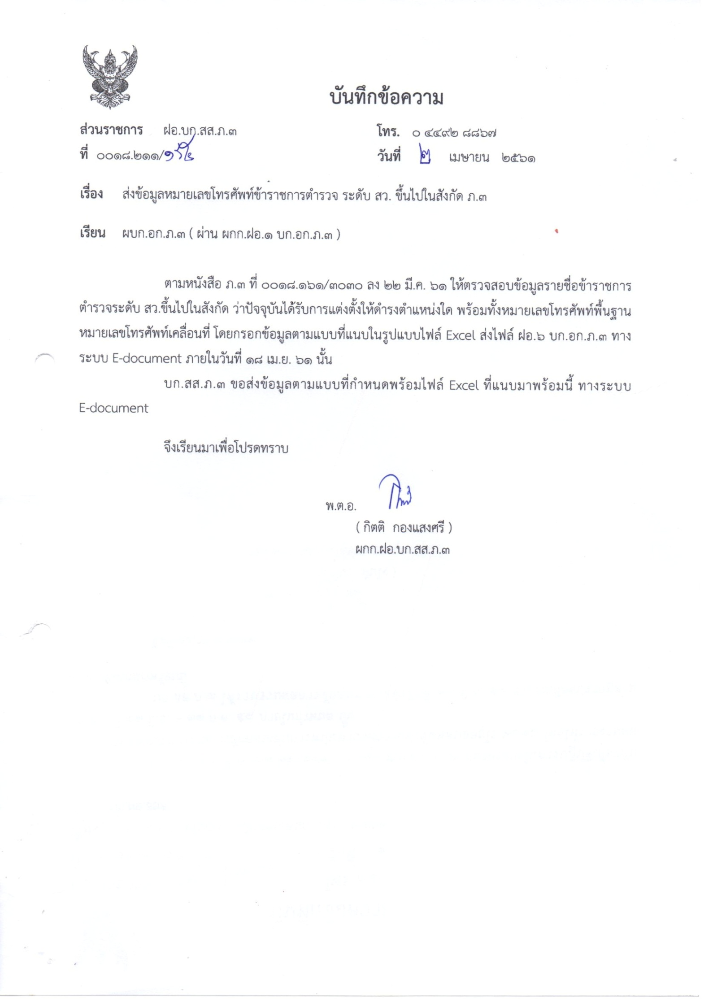 บันทึกข้อความ
ส่วนราชการ ฝอ.บก.สส.ภ.๓ โทร. ๐ ๔๔๙๒ ๘๘๖๗
ที่ ๐๐๑๘.๒๑๑/ วันที่ ๒ เมษายน ๒๕๖๑
เรื่อง ส่งข้อมูลหมายเลขโทรศัพท์ข้าราชการตำรวจ ระดับ สว. ขึ้นไปในสังกัด ภ.๓
เรียน ผบก.อก.ภ.๓ ( ผ่าน ผกก.ฝอ.๑ บก.อก.ภ.๓ )
ตามหนังสือ ภ.๓ ที่ ๐๐๑๘.๑๖๑/๓๐๓๐ ลง ๒๒ มี.ค. ๖๑ ให้ตรวจสอบข้อมูลรายชื่อข้าราชการ
ตำรวจระดับ สว.ขึ้นไปในสังกัด ว่าปัจจุบันได้รับการแต่งตั้งให้ดำรงตำแหน่งใด พร้อมทั้งหมายเลขโทรศัพท์พื้นฐาน
หมายเลขโทรศัพท์เคลื่อนที่ โดยกรอกข้อมูลตามแบบที่แนบในรูปแบบไฟล์ Excel ส่งไฟล์ ฝอ.๖ บก.อก.ภ.๓ ทาง
ระบบ E-document ภายในวันที่ ๑๘ เม.ย. ๖๑ นั้น
บก.สส.ภ.๓ ขอส่งข้อมูลตามแบบที่กำหนดพร้อมไฟล์ Excel ที่แนบมาพร้อมนี้ ทางระบบ
E-document
จึงเรียนมาเพื่อโปรดทราบ
พ.ต.อ.
( กิตติ กองแสงศรี )
ผกก.ฝอ.บก.สส.ภ.๓